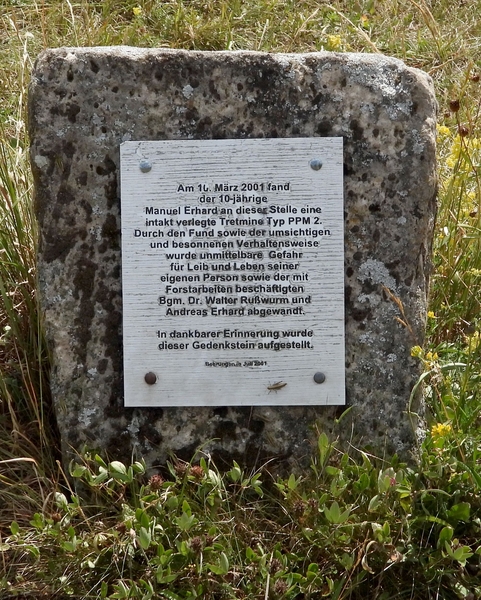 Am 10. März 2001 fand
der 10-jährige
Manuel Erhard an dieser Stelle eine
intakt verlegte Tretmine Typ PPM 2.
Durch den Fund sowie der umsichtigen
und besonnenen Verhaltensweise
wurde unmittelbare Gefahr
für Leib und Leben seiner
eigenen Person sowie der mit
Forstarbeiten beschäftigten
Bgm. Dr. Walter Rußwurm und
Andreas Erhard abgewandt.
In dankbarer Erinnerung wurde
dieser Gedenkstein aufgestellt.
Juli 2001